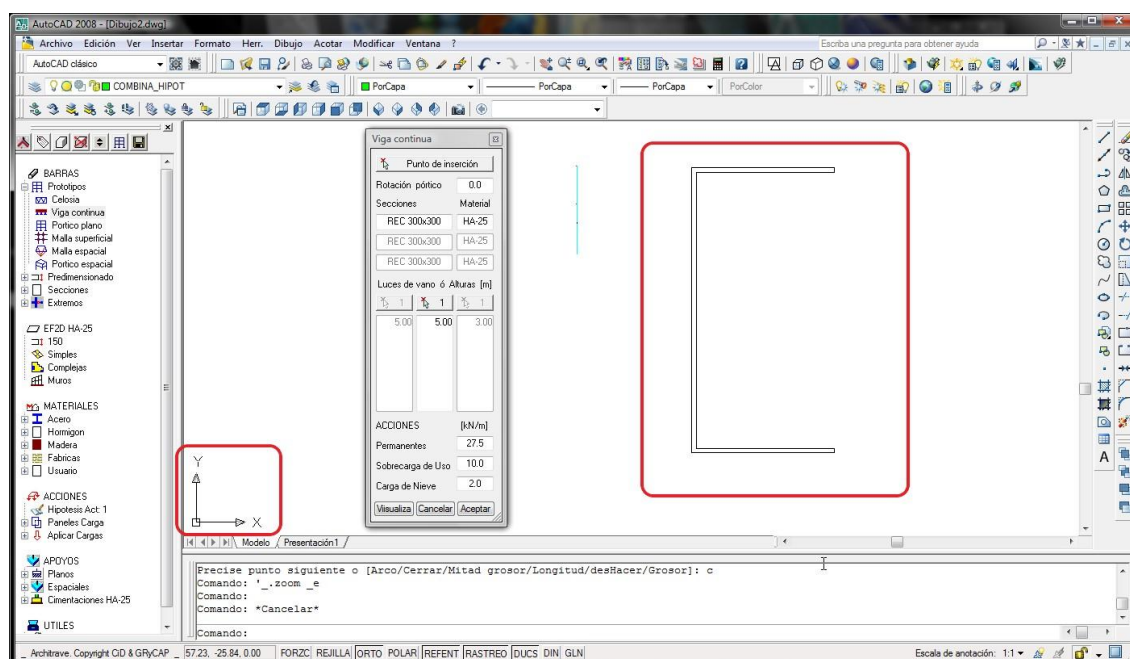 AutoCAD 2008 - [Dibujo2.dwg]
Archivo Edición Ver Insertar Formato Herr. Dibujo Acotar Modificar Ventana ? Escriba una pregunta para obtener ayuda
AutoCAD clásico
COMBINA_HIPOT PorCapa PorCapa PorCapa PorColor
Viga continua
Punto de inserción
Rotación pórtico 0.0
Secciones Material
REC 300x300 HA-25
REC 300x300 HA-25
REC 300x300 HA-25
Luces de vano ó Alturas [m]
1 1 1
5.00 5.00 3.00
ACCIONES [kN/m]
Permanentes 27.5
Sobrecarga de Uso 10.0
Carga de Nieve 2.0
Visualiza Cancelar Aceptar
BARRAS
Prototipos
Celosia
Viga continua
Portico plano
Malla superficial
Malla espacial
Portico espacial
Predimensionado
Secciones
Extremos
EF2D HA-25
150
Simples
Complejas
Muros
MATERIALES
Acero
Hormigon
Madera
Fabricas
Usuario
ACCIONES
Hipotesis Act: 1
Paneles Carga
Aplicar Cargas
APOYOS
Planos
Espaciales
Cimentaciones HA-25
UTILES
Y
X
Modelo Presentación1
Precise punto siguiente o [Arco/Cerrar/Mitad grosor/Longitud/desHacer/Grosor]: c
Comando: '_.zoom _e
Comando:
Comando: *Cancelar*
Comando:
_ Architrave. Copyright CiD & GRyCAP _ 57.23, -25.84, 0.00 FORZC REJILLA ORTO POLAR REFENT RASTREO DUCS DIN GLN Escala de anotación: 1:1